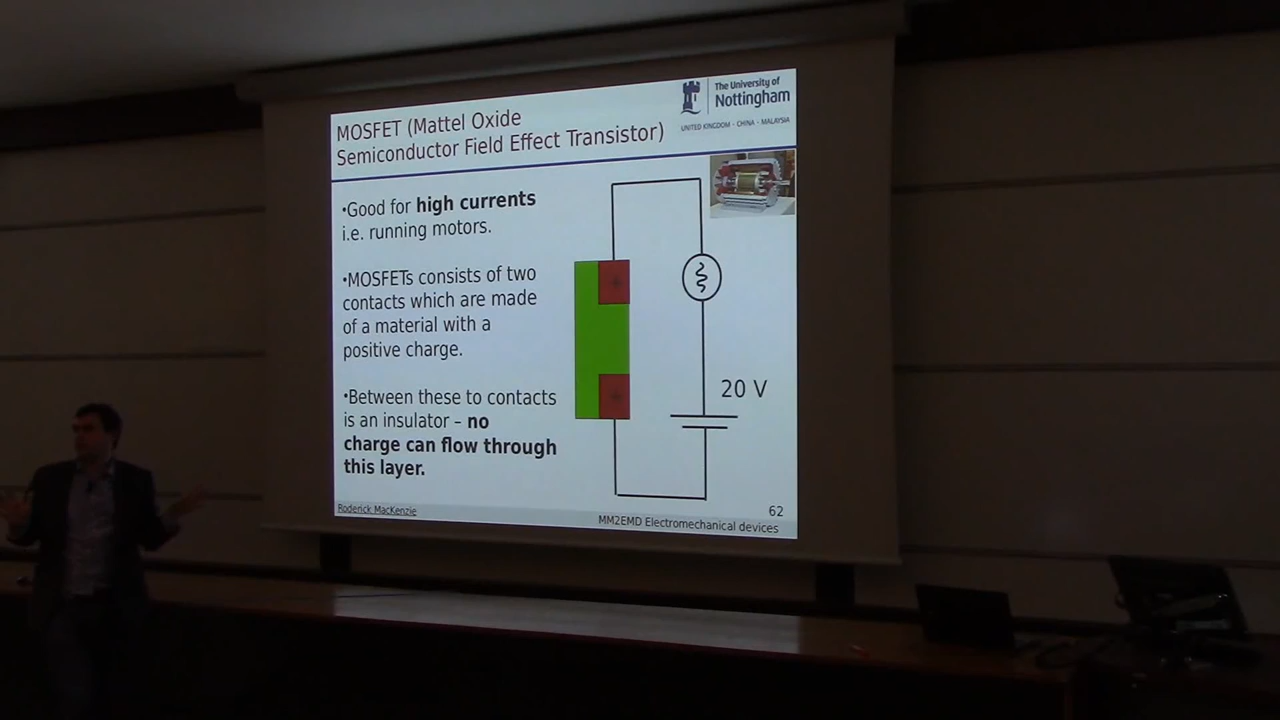 The University of
Nottingham
UNITED KINGDOM · CHINA · MALAYSIA
MOSFET (Mattel Oxide
Semiconductor Field Effect Transistor)
•Good for high currents
i.e. running motors.
•MOSFETs consists of two
contacts which are made
of a material with a
positive charge.
•Between these to contacts
is an insulator – no
charge can flow through
this layer.
+
+
20 V
Roderick MacKenzie
MM2EMD Electromechanical devices
62